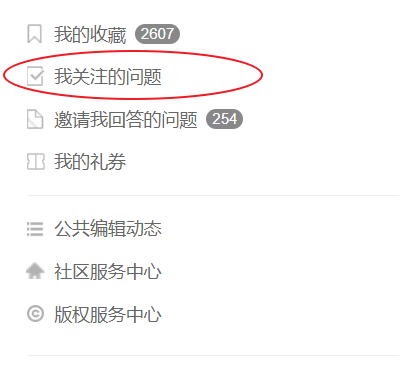 我的收藏 2607
我关注的问题
邀请我回答的问题 254
我的礼券
公共编辑动态
社区服务中心
版权服务中心